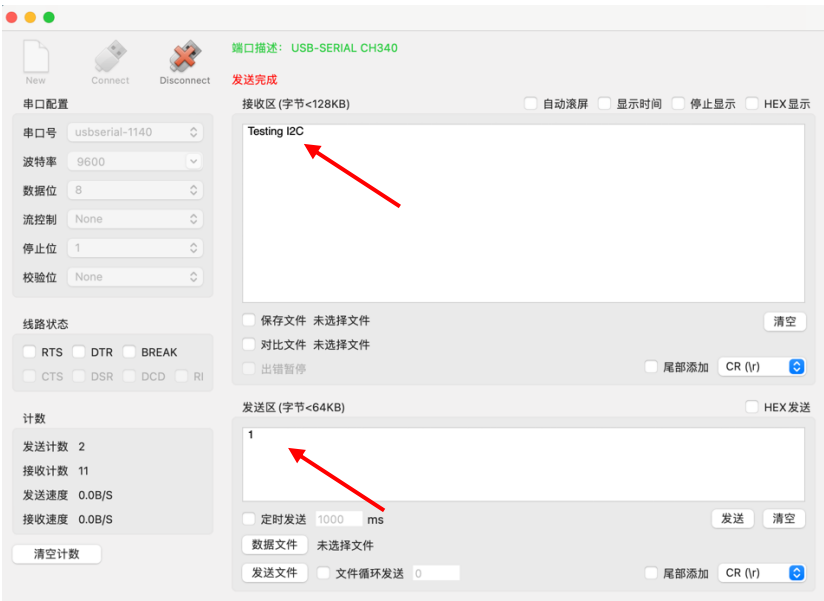 端口描述: USB-SERIAL CH340
New
Connect
Disconnect
发送完成
串口配置
接收区(字节<128KB)
自动滚屏
显示时间
停止显示
HEX显示
串口号
usbserial-1140
波特率
9600
数据位
8
流控制
None
停止位
1
校验位
None
Testing I2C
保存文件 未选择文件
清空
对比文件 未选择文件
出错暂停
尾部添加
CR (\r)
线路状态
RTS
DTR
BREAK
CTS
DSR
DCD
RI
发送区(字节<64KB)
HEX发送
1
计数
发送计数 2
接收计数 11
发送速度 0.0B/S
接收速度 0.0B/S
清空计数
定时发送
1000
ms
发送
清空
数据文件
未选择文件
发送文件
文件循环发送
0
尾部添加
CR (\r)